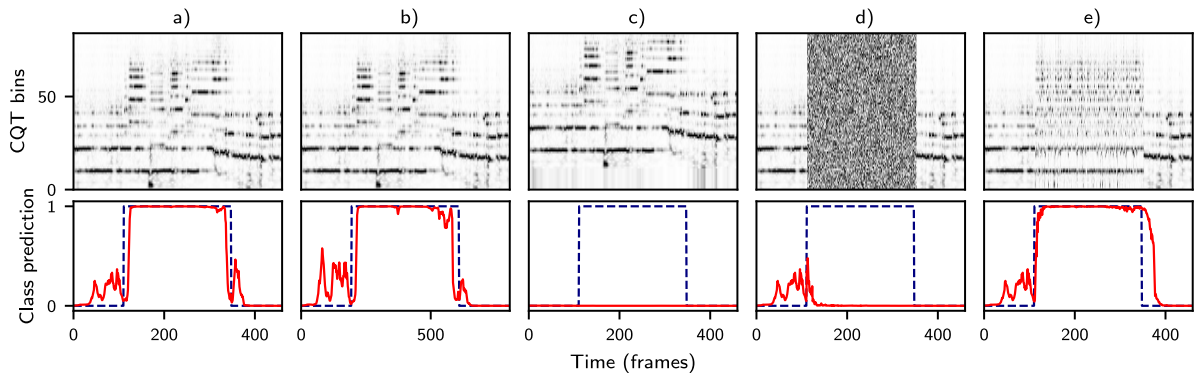 a) b) c) d) e)
CQT bins
50
0
Class prediction
1
0
0 200 400 0 500 0 200 400 0 200 400 0 200 400
Time (frames)